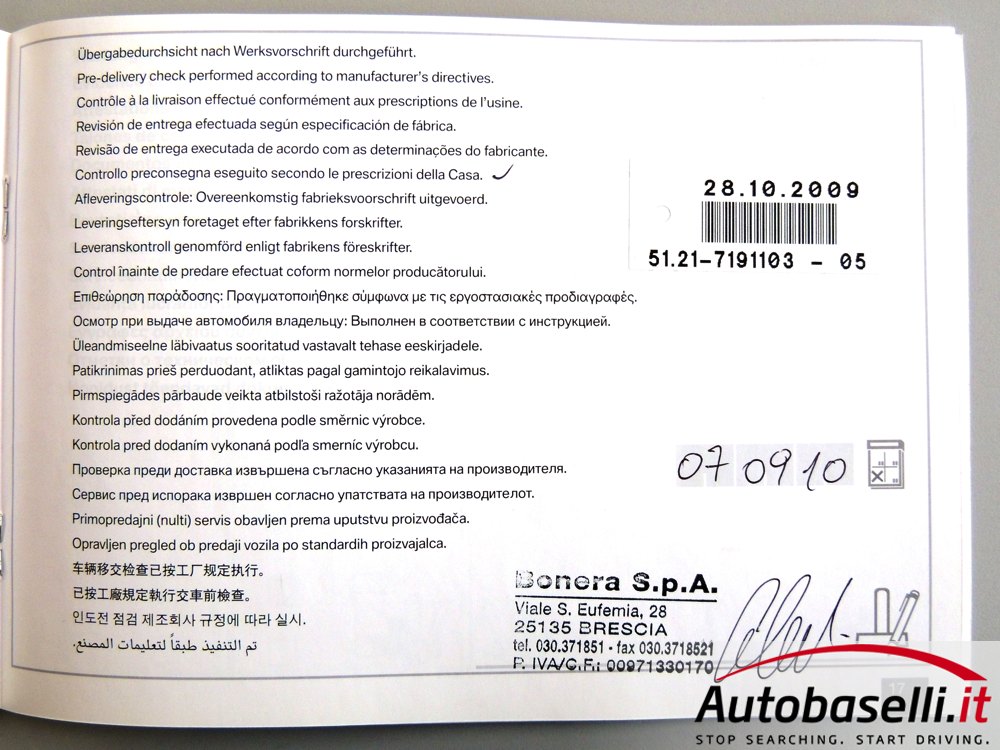 Übergabedurchsicht nach Werksvorschrift durchgeführt.
Pre-delivery check performed according to manufacturer's directives.
Contrôle à la livraison effectué conformément aux prescriptions de l'usine.
Revisión de entrega efectuada según especificación de fábrica.
Revisão de entrega executada de acordo com as determinações do fabricante.
Controllo preconsegna eseguito secondo le prescrizioni della Casa.
Afleveringscontrole: Overeenkomstig fabrieksvoorschrift uitgevoerd.
Leveringseftersyn foretaget efter fabrikkens forskrifter.
Leveranskontroll genomförd enligt fabrikens föreskrifter.
Control înainte de predare efectuat coform normelor producătorului.
Επιθεώρηση παράδοσης: Πραγματοποιήθηκε σύμφωνα με τις εργοστασιακές προδιαγραφές.
Осмотр при выдаче автомобиля владельцу: Выполнен в соответствии с инструкцией.
Üleandmiseelne läbivaatus sooritatud vastavalt tehase eeskirjadele.
Patikrinimas prieš perduodant, atliktas pagal gamintojo reikalavimus.
Pirmspiegādes pārbaude veikta atbilstoši ražotāja norādēm.
Kontrola před dodáním provedena podle směrnic výrobce.
Kontrola pred dodaním vykonaná podľa smerníc výrobcu.
Проверка преди доставка извършена съгласно указанията на производителя.
Сервис пред испорака извршен согласно упатствата на производителот.
Primopredajni (nulti) servis obavljen prema uputstvu proizvođača.
Opravljen pregled ob predaji vozila po standardih proizvajalca.
车辆移交检查已按工厂规定执行。
已按工廠規定執行交車前檢查。
인도전 점검 제조회사 규정에 따라 실시.
تم التنفيذ طبقاً لتعليمات المصنع.
28.10.2009
51.21-7191103 - 05
07 09 10
Bonera S.p.A.
Viale S. Eufemia, 28
25135 BRESCIA
tel. 030.371851 - fax 030.3718521
P. IVA/C.F.: 00971330170
17
Autobaselli.it
STOP SEARCHING. START DRIVING.